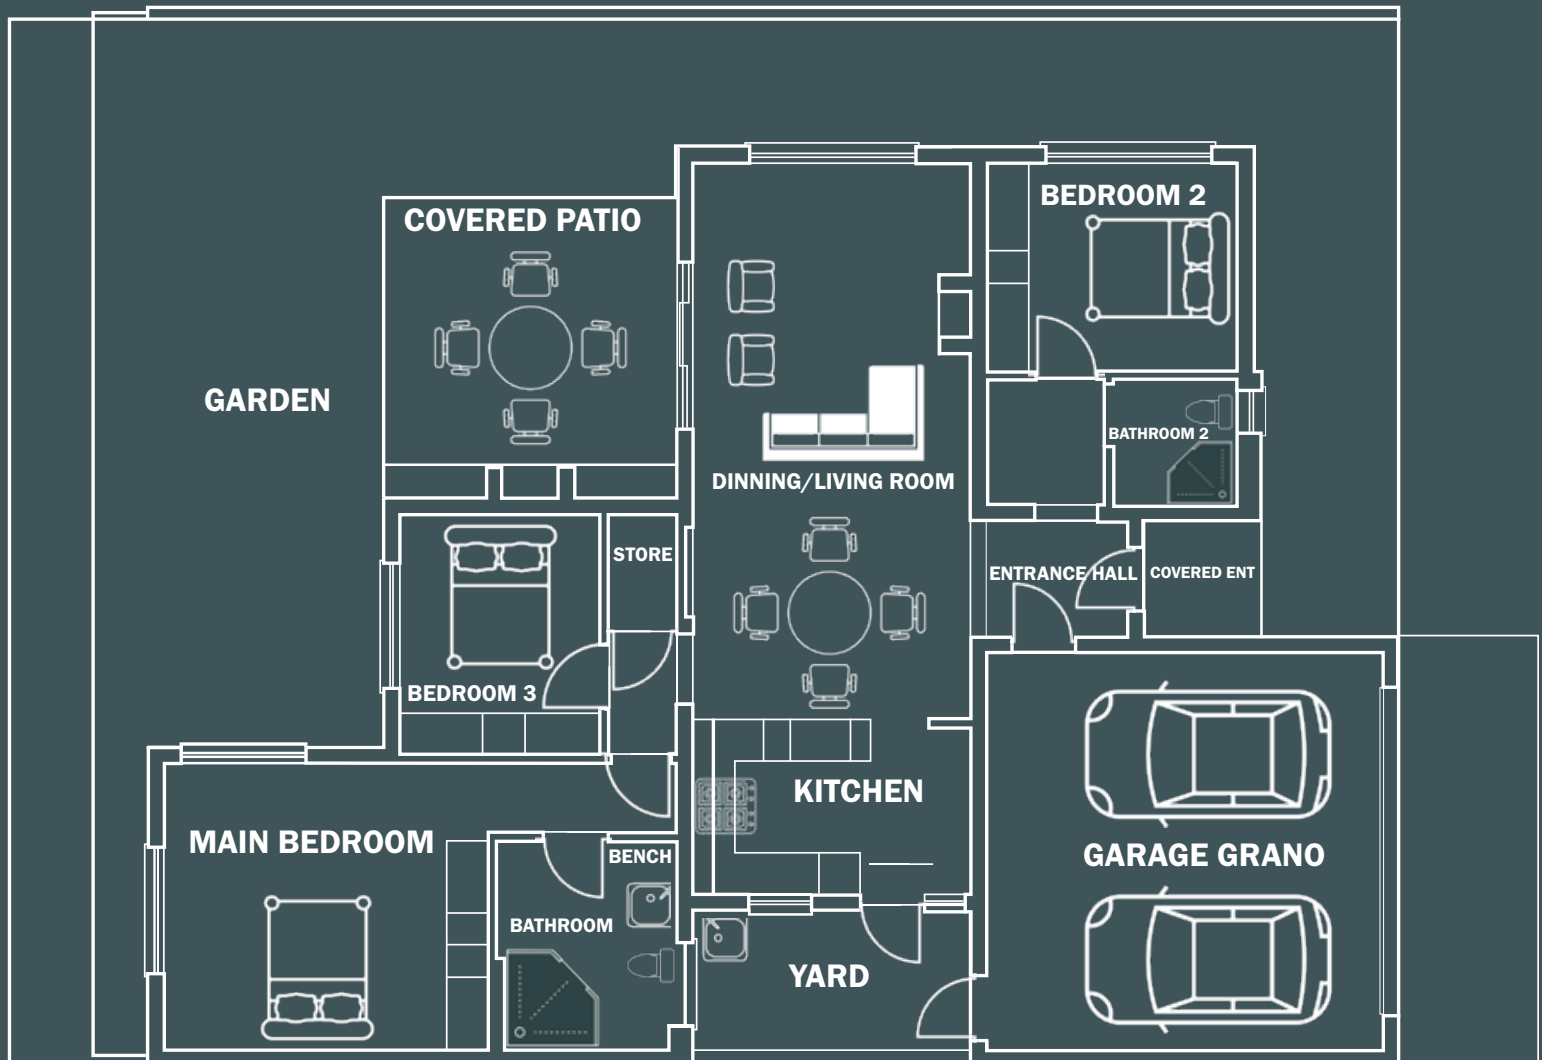 BEDROOM 2
COVERED PATIO
GARDEN
BATHROOM 2
DINNING/LIVING ROOM
STORE
ENTRANCE HALL
COVERED ENT
BEDROOM 3
KITCHEN
MAIN BEDROOM
BENCH
GARAGE GRANO
BATHROOM
YARD